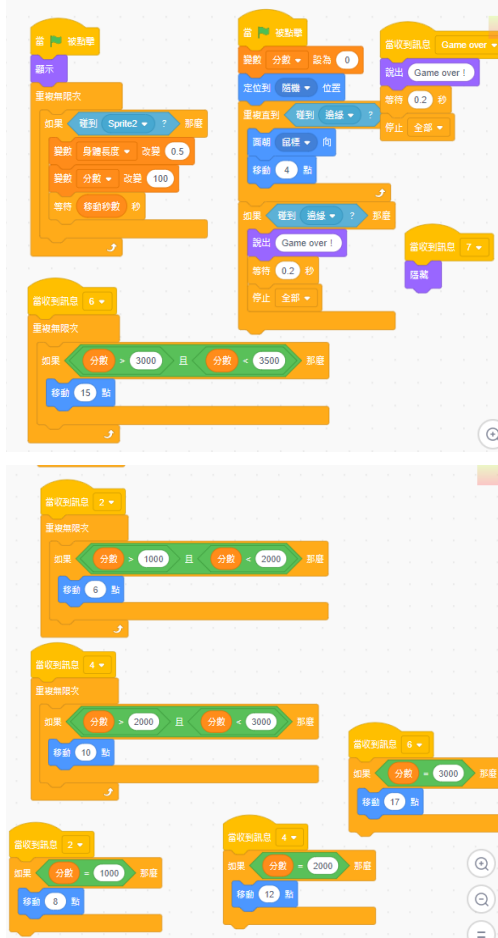 當 被點擊
顯示
重複無限次
如果 碰到 Sprite2 ? 那麼
變數 身體長度 改變 0.5
變數 分數 改變 100
等待 移動秒數 秒
當 被點擊
變數 分數 設為 0
定位到 隨機 位置
重複直到 碰到 邊緣 ?
面朝 鼠標 向
移動 4 點
如果 碰到 邊緣 ? 那麼
說出 Game over！
等待 0.2 秒
停止 全部
當收到訊息 Game over
說出 Game over！
等待 0.2 秒
停止 全部
當收到訊息 7
隱藏
當收到訊息 6
重複無限次
如果 分數 > 3000 且 分數 < 3500 那麼
移動 15 點
當收到訊息 2
重複無限次
如果 分數 > 1000 且 分數 < 2000 那麼
移動 6 點
當收到訊息 4
重複無限次
如果 分數 > 2000 且 分數 < 3000 那麼
移動 10 點
當收到訊息 6
如果 分數 = 3000 那麼
移動 17 點
當收到訊息 2
如果 分數 = 1000 那麼
移動 8 點
當收到訊息 4
如果 分數 = 2000 那麼
移動 12 點